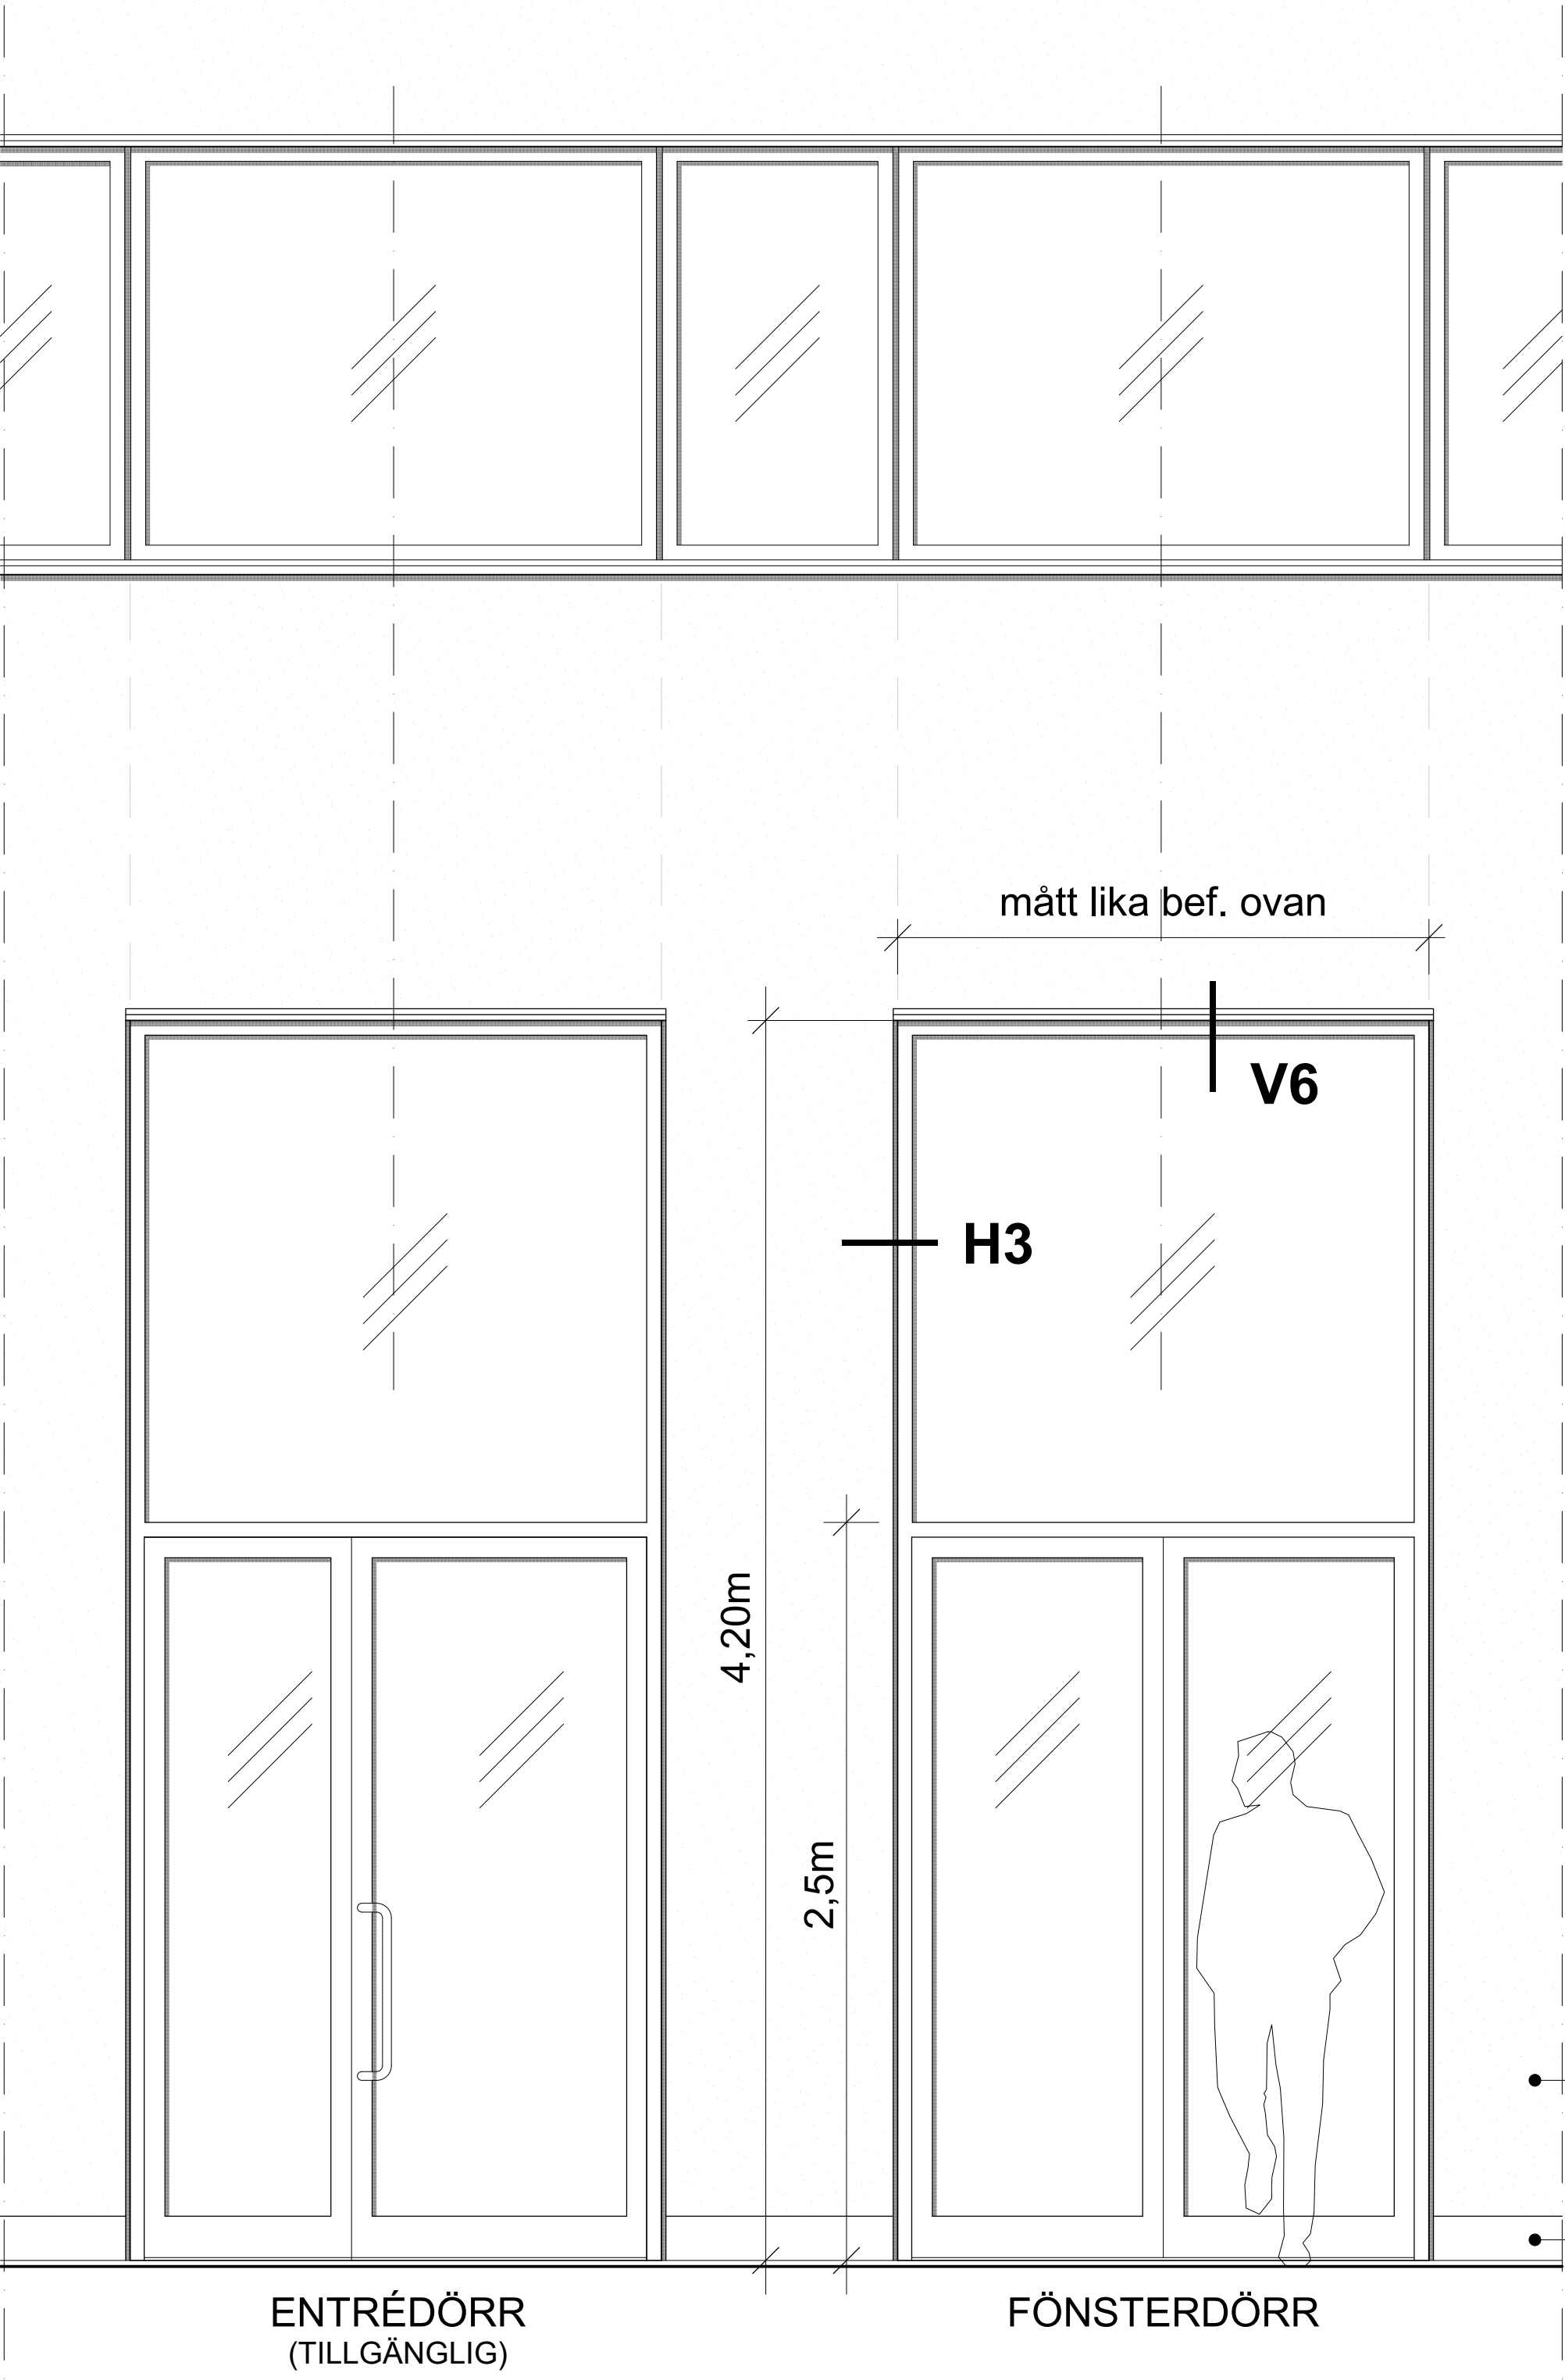 mått lika bef. ovan
V6
H3
4,20m
2,5m
ENTRÉDÖRR
(TILLGÄNGLIG)
FÖNSTERDÖRR